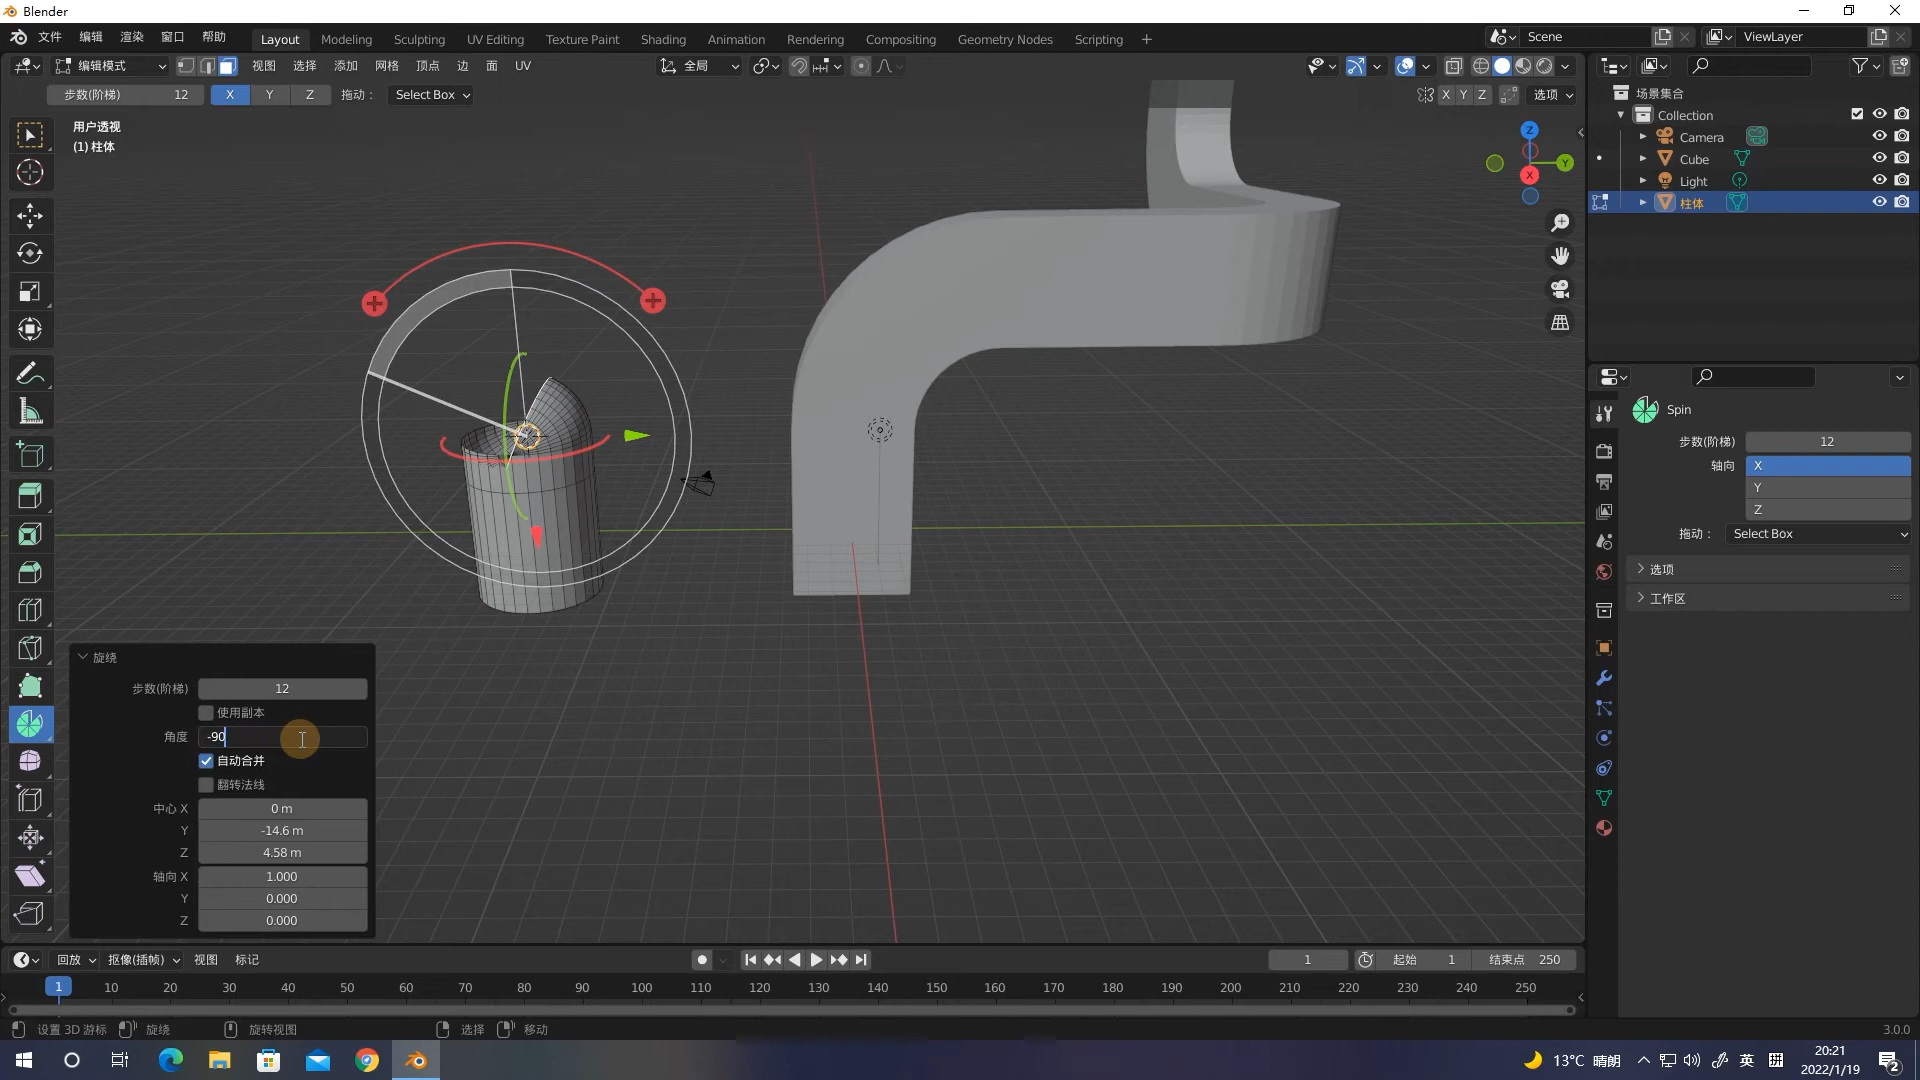 Blender
文件 编辑 渲染 窗口 帮助 Layout Modeling Sculpting UV Editing Texture Paint Shading Animation Rendering Compositing Geometry Nodes Scripting + Scene ViewLayer
编辑模式 视图 选择 添加 网格 顶点 边 面 UV 全局
步数(阶梯) 12 X Y Z 拖动： Select Box X Y Z 选项
用户透视
(1) 柱体
Z
Y
X
场景集合
Collection
Camera
Cube
Light
柱体
Spin
步数(阶梯) 12
轴向 X
Y
Z
拖动： Select Box
选项
工作区
旋绕
步数(阶梯) 12
使用副本
角度 -90
自动合并
翻转法线
中心 X 0 m
Y -14.6 m
Z 4.58 m
轴向 X 1.000
Y 0.000
Z 0.000
回放 抠像(插帧) 视图 标记 1 起始 1 结束点 250
1 10 20 30 40 50 60 70 80 90 100 110 120 130 140 150 160 170 180 190 200 210 220 230 240 250
设置 3D 游标 旋绕 旋转视图 选择 移动 3.0.0
13°C 晴朗 英 20:21
2022/1/19 2